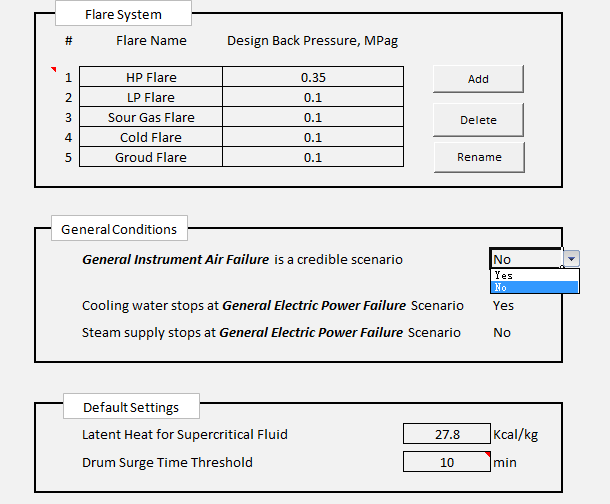 Flare System
# Flare Name Design Back Pressure, MPag
1 HP Flare 0.35
2 LP Flare 0.1
3 Sour Gas Flare 0.1
4 Cold Flare 0.1
5 Groud Flare 0.1
Add
Delete
Rename
General Conditions
General Instrument Air Failure is a credible scenario No
Yes
No
Cooling water stops at General Electric Power Failure Scenario Yes
Steam supply stops at General Electric Power Failure Scenario No
Default Settings
Latent Heat for Supercritical Fluid 27.8 Kcal/kg
Drum Surge Time Threshold 10 min